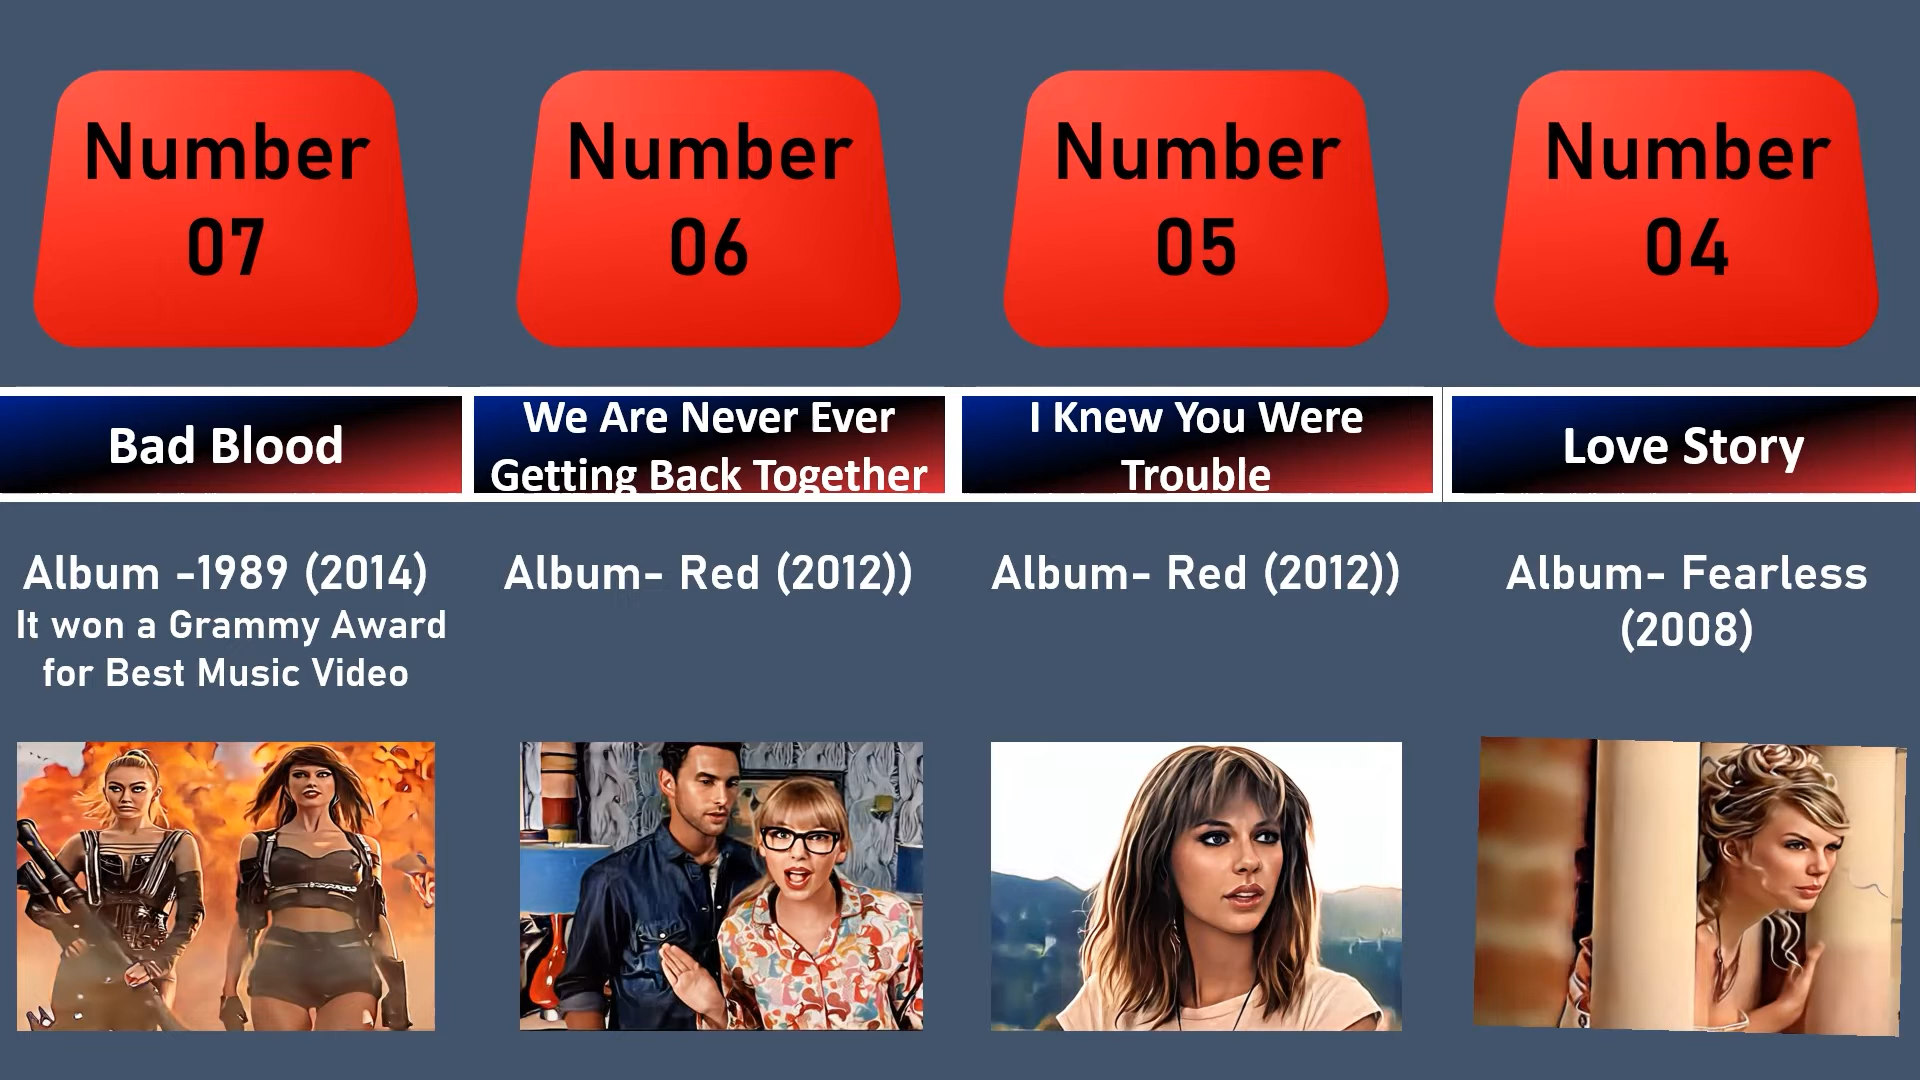 Number
07
Number
06
Number
05
Number
04
Bad Blood
We Are Never Ever
Getting Back Together
I Knew You Were
Trouble
Love Story
Album -1989 (2014)
It won a Grammy Award
for Best Music Video
Album- Red (2012))
Album- Red (2012))
Album- Fearless
(2008)